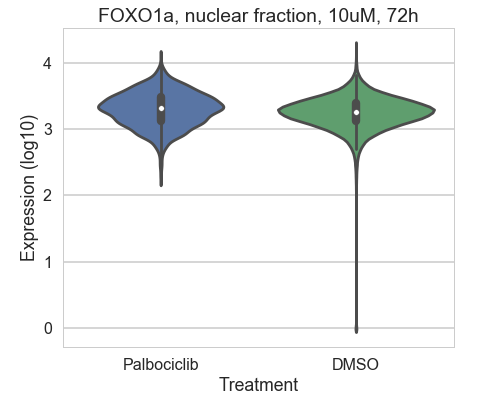 FOXO1a, nuclear fraction, 10uM, 72h
4
3
2
1
0
Expression (log10)
Palbociclib
DMSO
Treatment